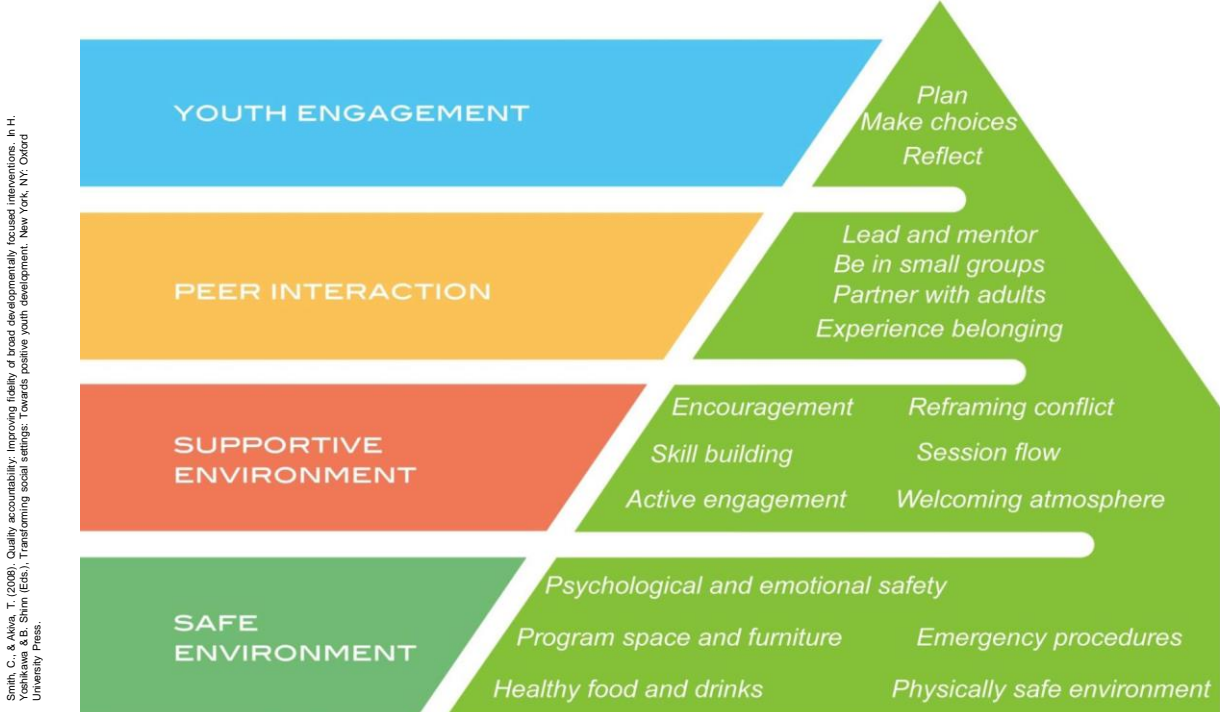 YOUTH ENGAGEMENT
Plan
Make choices
Reflect
PEER INTERACTION
Lead and mentor
Be in small groups
Partner with adults
Experience belonging
SUPPORTIVE
ENVIRONMENT
Encouragement
Reframing conflict
Skill building
Session flow
Active engagement
Welcoming atmosphere
SAFE
ENVIRONMENT
Psychological and emotional safety
Program space and furniture
Emergency procedures
Healthy food and drinks
Physically safe environment
Smith, C., & Akiva, T. (2008). Quality accountability: Improving fidelity of broad developmentally focused interventions. In H.
Yoshikawa & B. Shinn (Eds.), Transforming social settings: Towards positive youth development. New York, NY: Oxford
University Press.